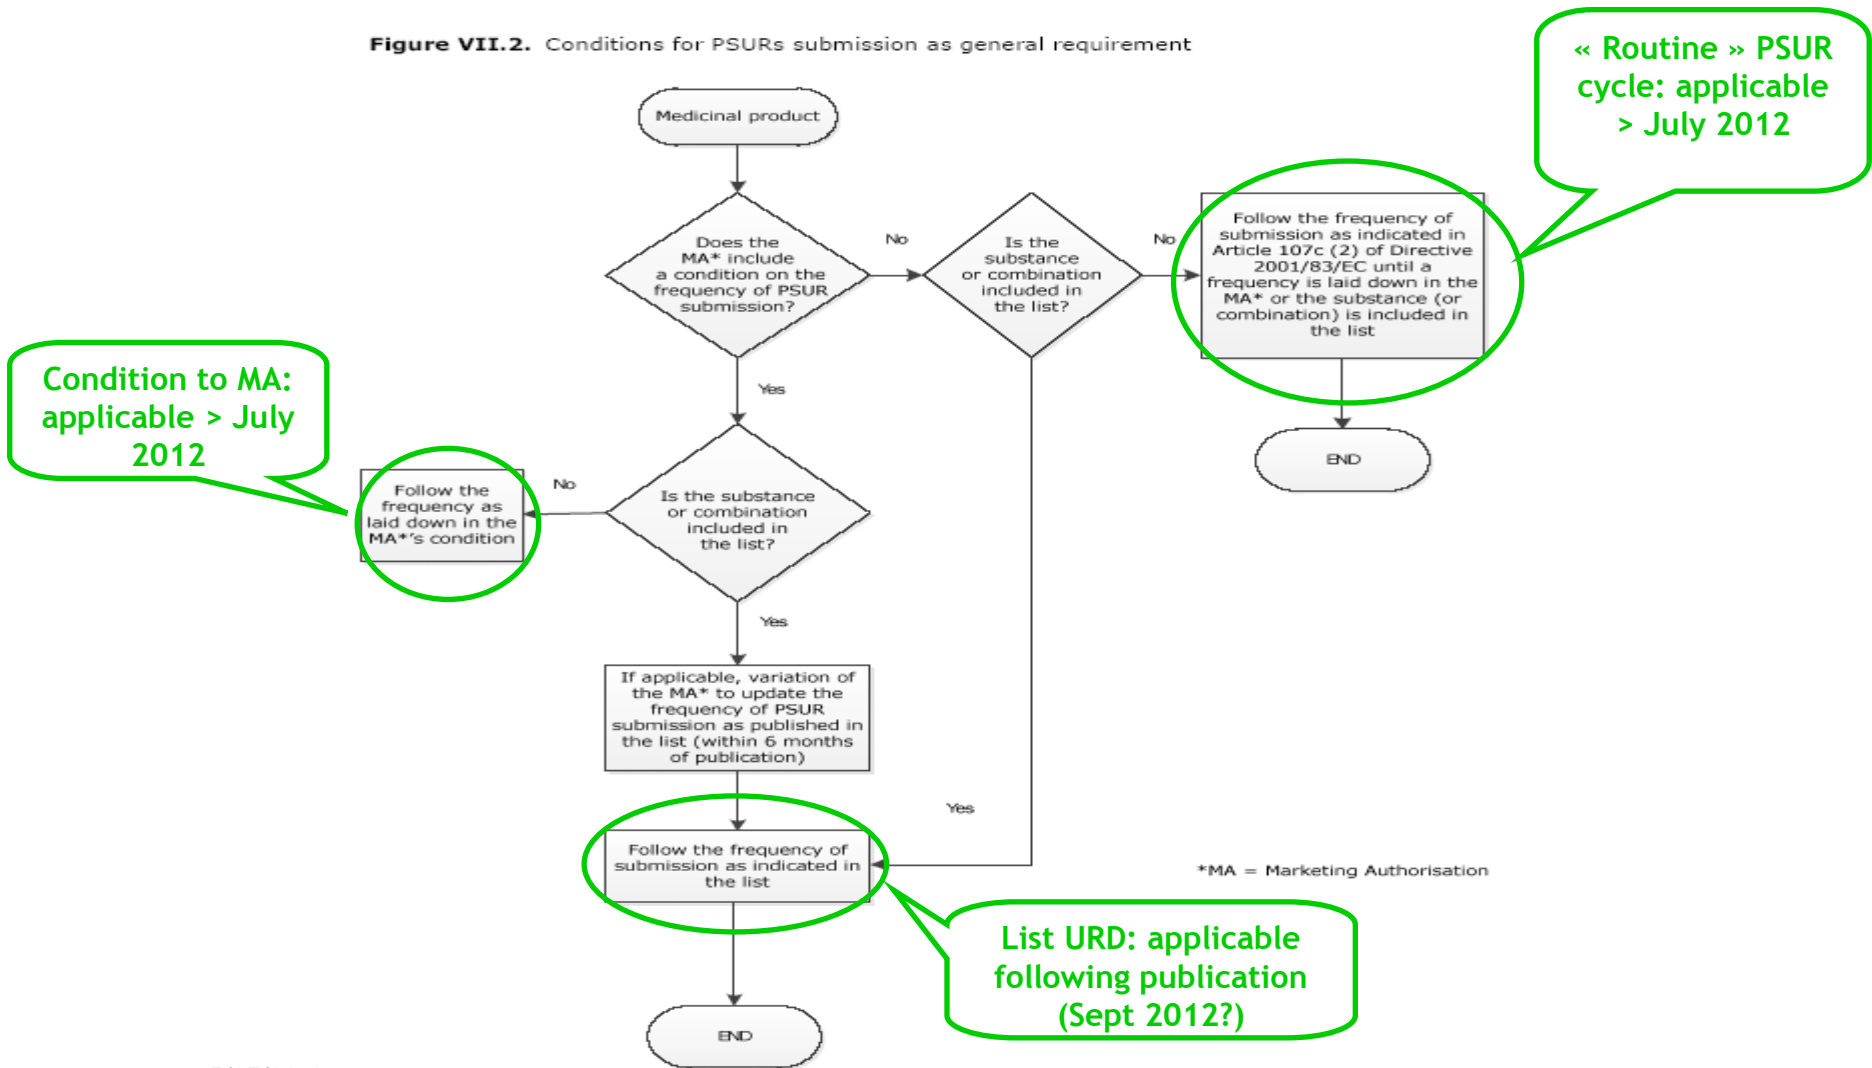 Figure VII.2. Conditions for PSURs submission as general requirement
« Routine » PSUR
cycle: applicable
> July 2012
Medicinal product
Does the
MA* include
a condition on the
frequency of PSUR
submission?
No
Is the
substance
or combination
included in
the list?
No
Follow the frequency of
submission as indicated in
Article 107c (2) of Directive
2001/83/EC until a
frequency is laid down in the
MA* or the substance (or
combination) is included in
the list
END
Yes
Condition to MA:
applicable > July
2012
Follow the
frequency as
laid down in the
MA*'s condition
No
Is the substance
or combination
included in
the list?
Yes
If applicable, variation of
the MA* to update the
frequency of PSUR
submission as published in
the list (within 6 months
of publication)
Yes
Follow the frequency of
submission as indicated in
the list
*MA = Marketing Authorisation
List URD: applicable
following publication
(Sept 2012?)
END